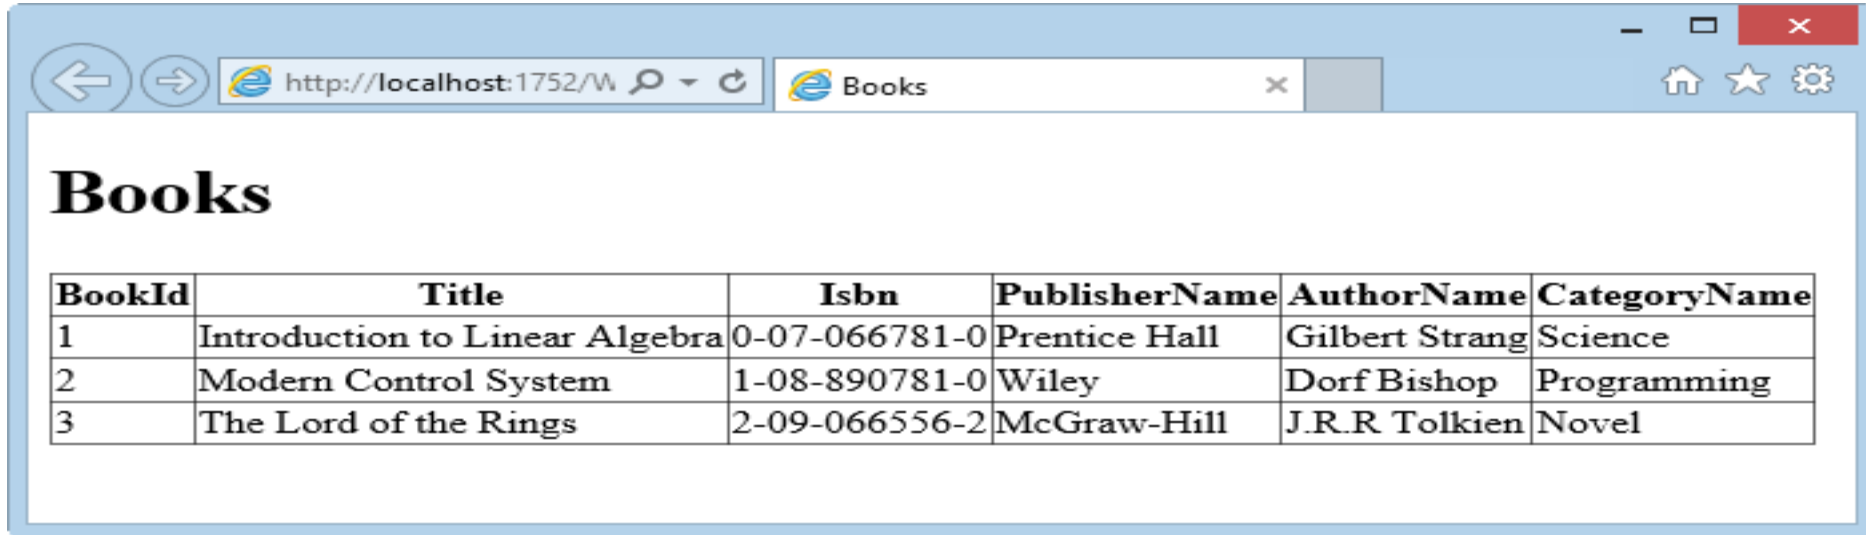 http://localhost:1752/W
Books
Books
BookId Title Isbn PublisherName AuthorName CategoryName
1 Introduction to Linear Algebra 0-07-066781-0 Prentice Hall Gilbert Strang Science
2 Modern Control System 1-08-890781-0 Wiley Dorf Bishop Programming
3 The Lord of the Rings 2-09-066556-2 McGraw-Hill J.R.R Tolkien Novel